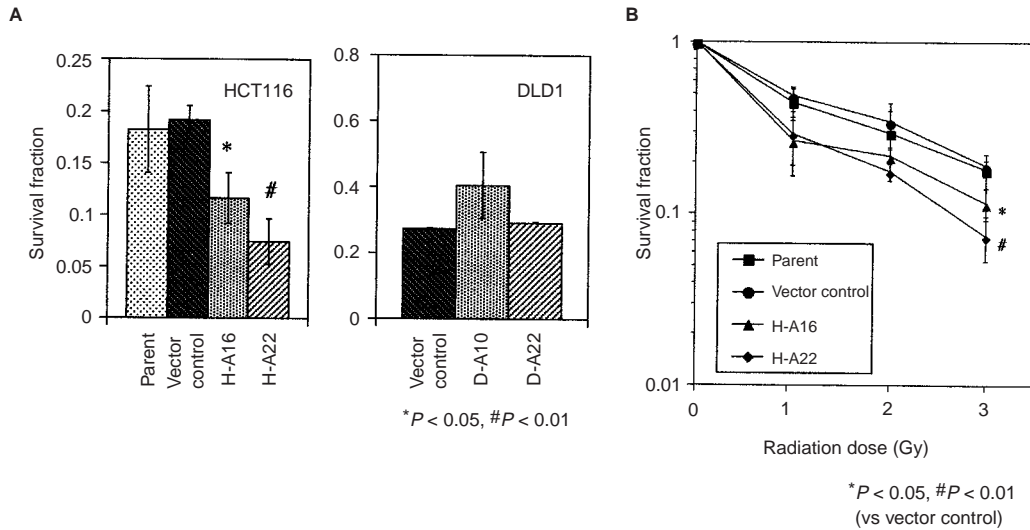 A
Survival fraction
0.25
0.2
0.15
0.1
0.05
0
HCT116
*
#
Parent
Vector
control
H-A16
H-A22
0.8
0.6
0.4
0.2
0
DLD1
Vector
control
D-A10
D-A22
*P < 0.05, #P < 0.01
B
Survival fraction
1
0.1
0.01
*
#
Parent
Vector control
H-A16
H-A22
0
1
2
3
Radiation dose (Gy)
*P < 0.05, #P < 0.01
(vs vector control)